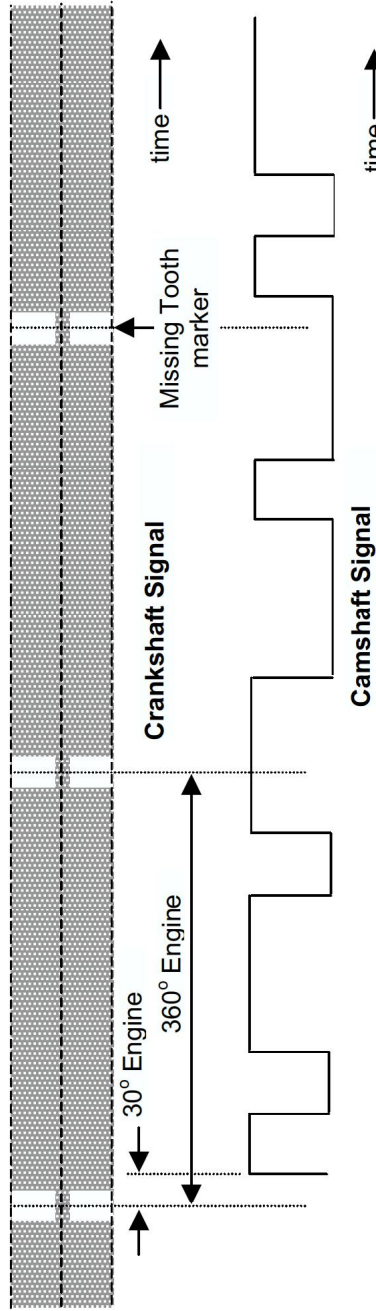 time
Missing Tooth
marker
Crankshaft Signal
360° Engine
30° Engine
time
Camshaft Signal